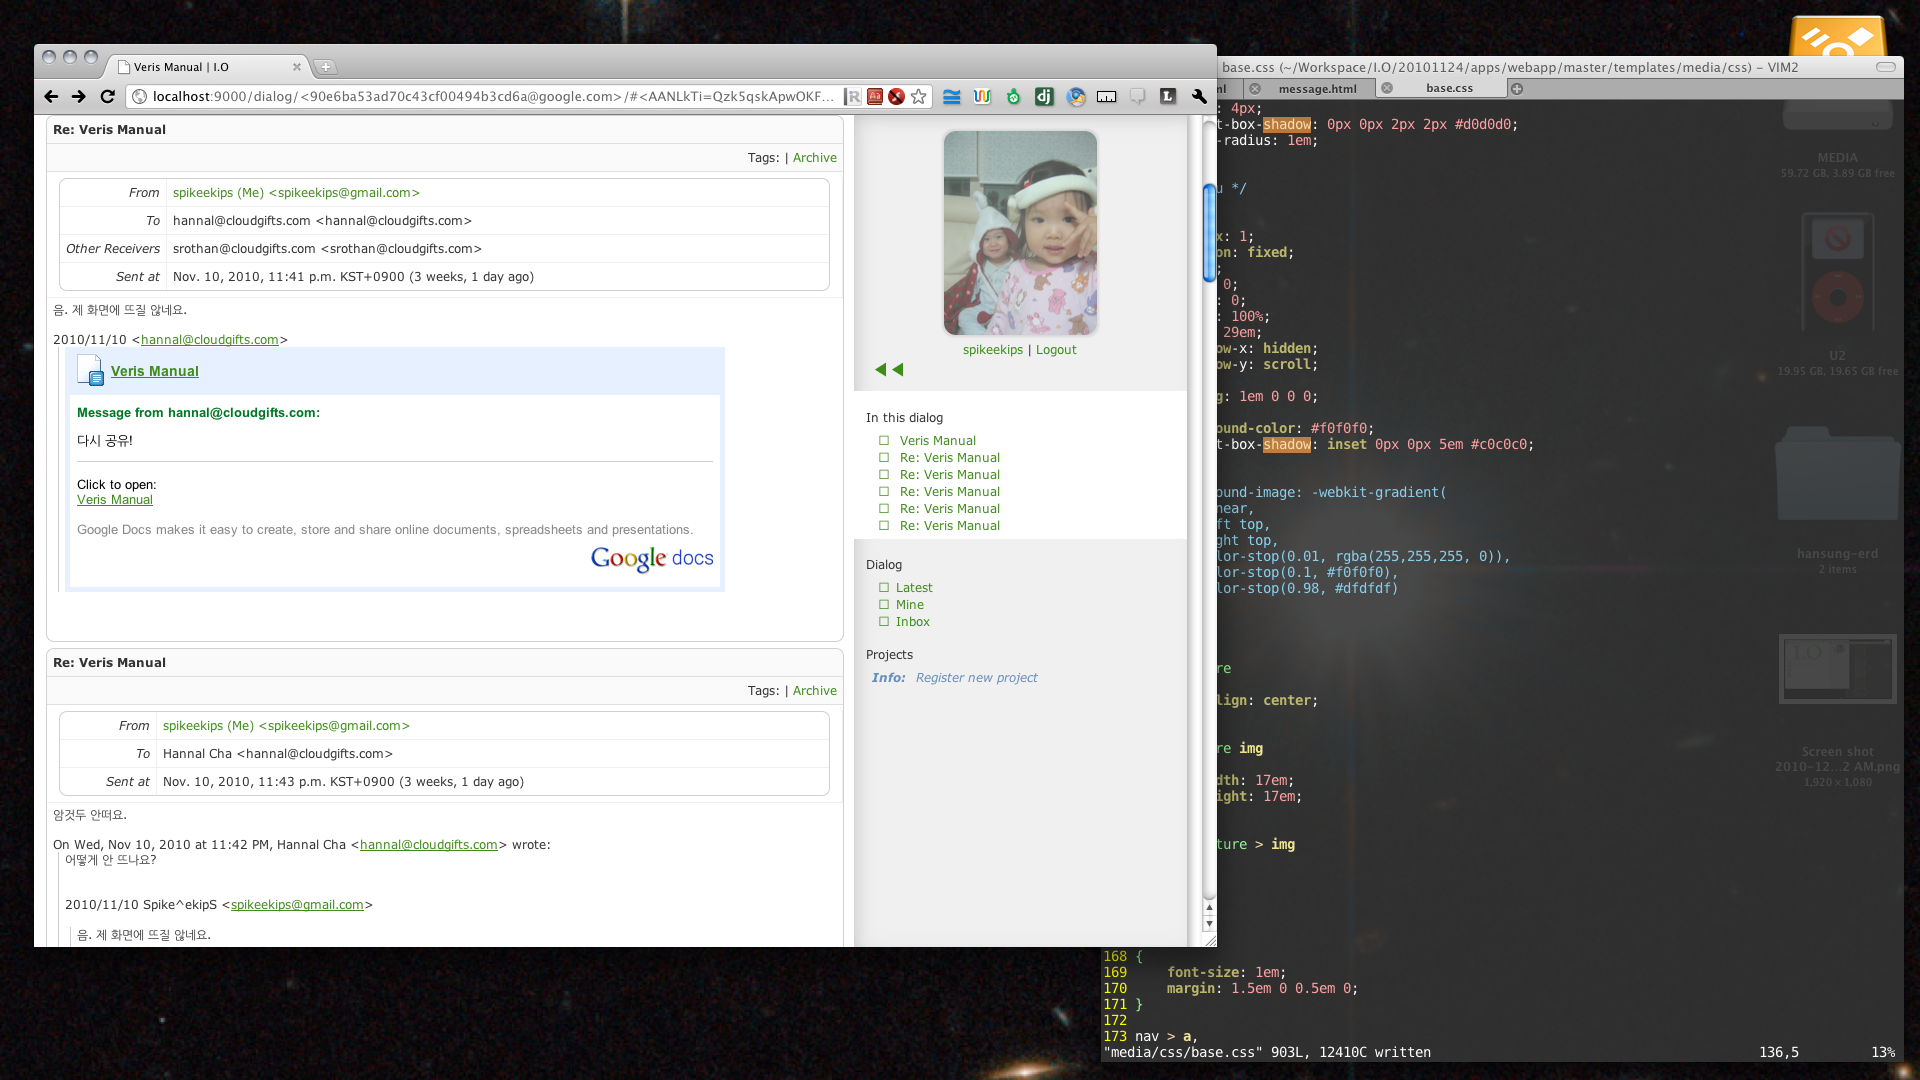 Veris Manual | I.O
localhost:9000/dialog/<90e6ba53ad70c43cf00494b3cd6a@google.com>/#<AANLkTi=Qzk5qskApwOKF...
Re: Veris Manual
Tags: | Archive
From spikeekips (Me) <spikeekips@gmail.com>
To hannal@cloudgifts.com <hannal@cloudgifts.com>
Other Receivers srothan@cloudgifts.com <srothan@cloudgifts.com>
Sent at Nov. 10, 2010, 11:41 p.m. KST+0900 (3 weeks, 1 day ago)
음. 제 화면에 뜨질 않네요.
2010/11/10 <hannal@cloudgifts.com>
Veris Manual
Message from hannal@cloudgifts.com:
다시 공유!
Click to open:
Veris Manual
Google Docs makes it easy to create, store and share online documents, spreadsheets and presentations.
Google docs
Re: Veris Manual
Tags: | Archive
From spikeekips (Me) <spikeekips@gmail.com>
To Hannal Cha <hannal@cloudgifts.com>
Sent at Nov. 10, 2010, 11:43 p.m. KST+0900 (3 weeks, 1 day ago)
암것두 안떠요.
On Wed, Nov 10, 2010 at 11:42 PM, Hannal Cha <hannal@cloudgifts.com> wrote:
어떻게 안 뜨나요?
2010/11/10 Spike^ekipS <spikeekips@gmail.com>
음. 제 화면에 뜨질 않네요.
spikeekips | Logout
In this dialog
Veris Manual
Re: Veris Manual
Re: Veris Manual
Re: Veris Manual
Re: Veris Manual
Re: Veris Manual
Dialog
Latest
Mine
Inbox
Projects
Info: Register new project
base.css (~/Workspace/I.O/20101124/apps/webapp/master/templates/media/css) - VIM2
ml message.html base.css
: 4px;
t-box-shadow: 0px 0px 2px 2px #d0d0d0;
-radius: 1em;
u */
x: 1;
on: fixed;
;
0;
: 0;
: 100%;
29em;
ow-x: hidden;
ow-y: scroll;
g: 1em 0 0 0;
ound-color: #f0f0f0;
t-box-shadow: inset 0px 0px 5em #c0c0c0;
ound-image: -webkit-gradient(
near,
ft top,
ght top,
lor-stop(0.01, rgba(255,255,255, 0)),
lor-stop(0.1, #f0f0f0),
lor-stop(0.98, #dfdfdf)
re
lign: center;
re img
dth: 17em;
ight: 17em;
ture > img
168 {
169 font-size: 1em;
170 margin: 1.5em 0 0.5em 0;
171 }
172
173 nav > a,
"media/css/base.css" 903L, 12410C written 136,5 13%
MEDIA
59.72 GB, 3.89 GB free
U2
19.95 GB, 19.65 GB free
hansung-erd
2 items
Screen shot
2010-12...2 AM.png
1,920 x 1,080